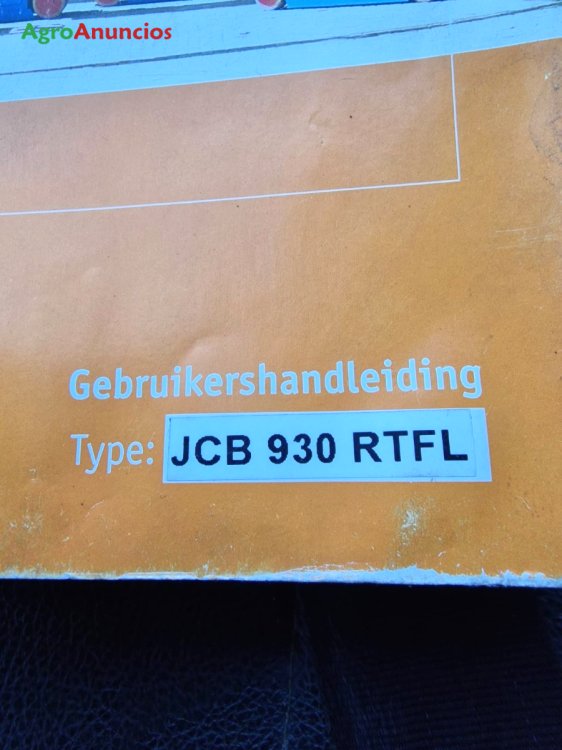 AgroAnuncios
Gebruikershandleiding
Type: JCB 930 RTFL